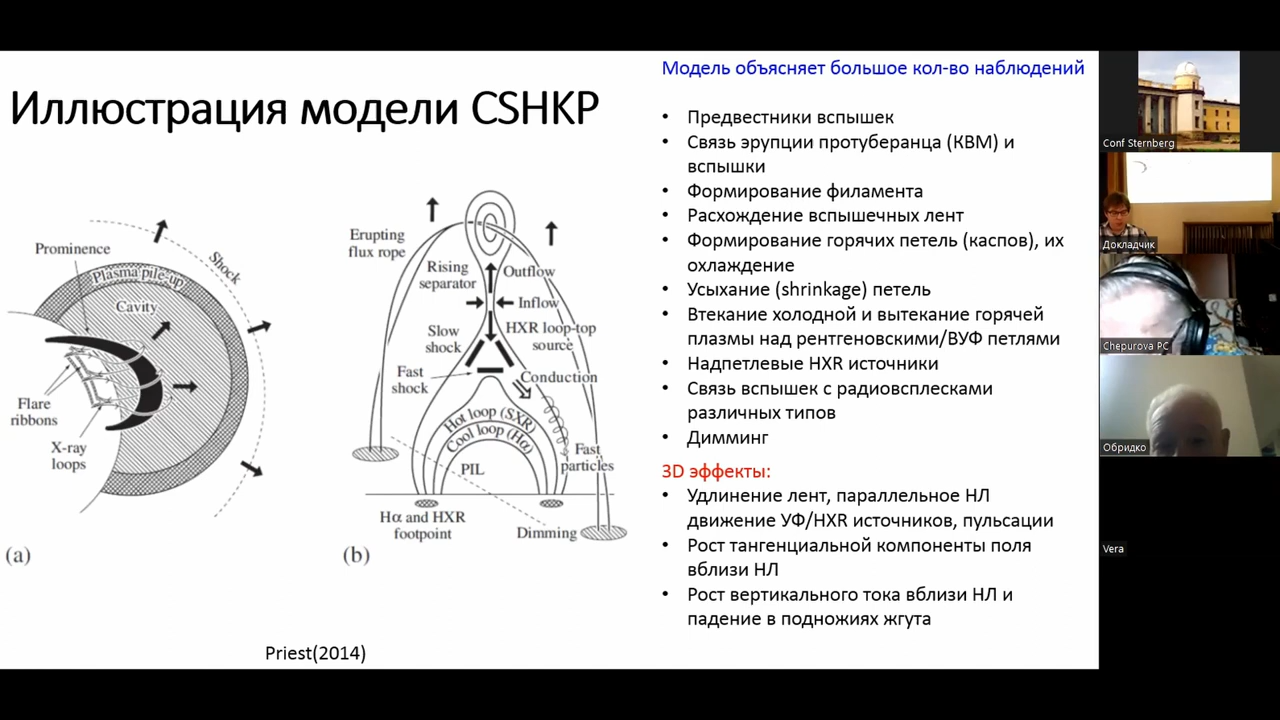 Иллюстрация модели CSHKP
Prominence
Plasma pile-up
Shock
Cavity
Flare
ribbons
X-ray
loops
(a)
Erupting
flux rope
Rising
separator
Outflow
Inflow
Slow
shock
HXR loop-top
source
Fast
shock
Conduction
Hot loop (SXR)
Cool loop (Hα)
PIL
Fast
particles
Hα and HXR
footpoint
Dimming
(b)
Priest(2014)
Модель объясняет большое кол-во наблюдений
• Предвестники вспышек
• Связь эрупции протуберанца (КВМ) и
вспышки
• Формирование филамента
• Расхождение вспышечных лент
• Формирование горячих петель (каспов), их
охлаждение
• Усыхание (shrinkage) петель
• Втекание холодной и вытекание горячей
плазмы над рентгеновскими/ВУФ петлями
• Надпетлевые HXR источники
• Связь вспышек с радиовсплесками
различных типов
• Димминг
3D эффекты:
• Удлинение лент, параллельное НЛ
движение УФ/HXR источников, пульсации
• Рост тангенциальной компоненты поля
вблизи НЛ
• Рост вертикального тока вблизи НЛ и
падение в подножиях жгута
Conf Sternberg
Докладчик
Chepurova PC
Обридко
Vera